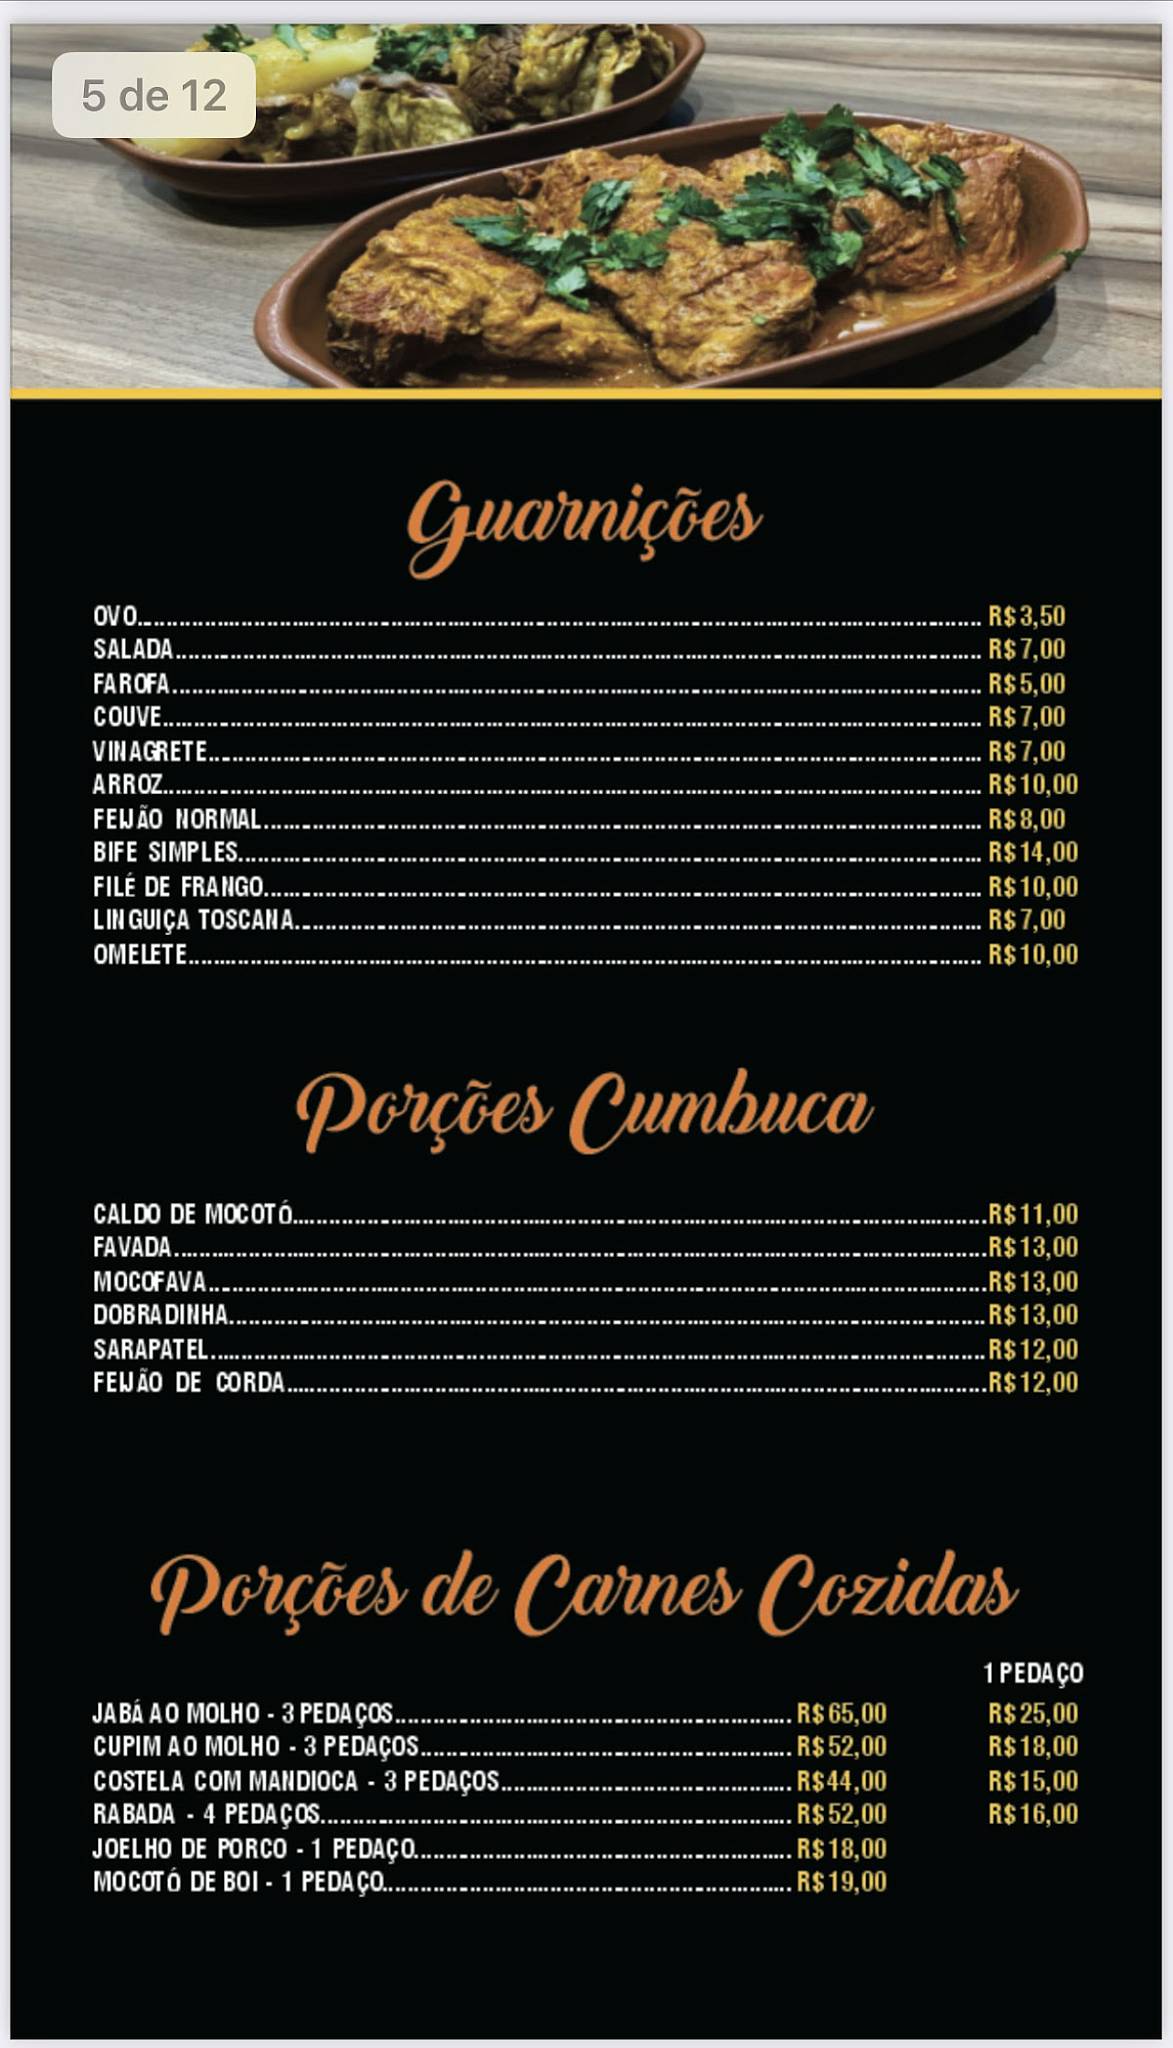 5 de 12
Guarnições
OVO R$3,50
SALADA R$7,00
FAROFA R$5,00
COUVE R$7,00
VINAGRETE R$7,00
ARROZ R$10,00
FEIJÃO NORMAL R$8,00
BIFE SIMPLES R$14,00
FILÉ DE FRANGO R$10,00
LINGUIÇA TOSCANA R$7,00
OMELETE R$10,00
Porções Cumbuca
CALDO DE MOCOTÓ R$11,00
FAVADA R$13,00
MOCOFAVA R$13,00
DOBRADINHA R$13,00
SARAPATEL R$12,00
FEIJÃO DE CORDA R$12,00
Porções de Carnes Cozidas
1 PEDAÇO
JABÁ AO MOLHO - 3 PEDAÇOS R$65,00 R$25,00
CUPIM AO MOLHO - 3 PEDAÇOS R$52,00 R$18,00
COSTELA COM MANDIOCA - 3 PEDAÇOS R$44,00 R$15,00
RABADA - 4 PEDAÇOS R$52,00 R$16,00
JOELHO DE PORCO - 1 PEDAÇO R$18,00
MOCOTÓ DE BOI - 1 PEDAÇO R$19,00